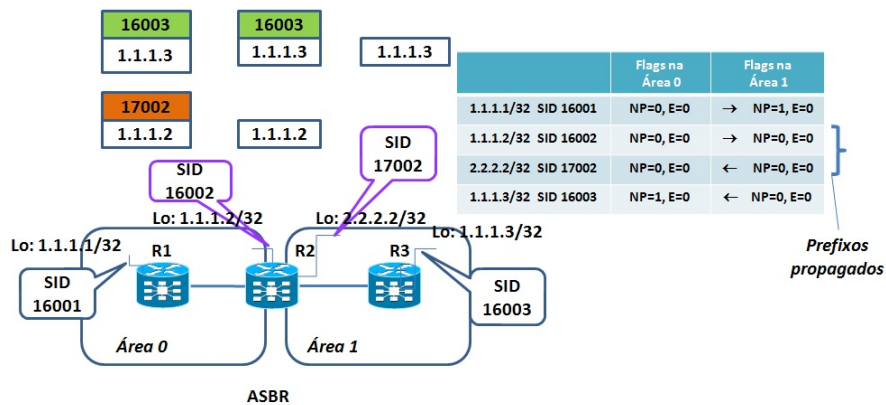 16003
16003
1.1.1.3
1.1.1.3
1.1.1.3
17002
1.1.1.2
1.1.1.2
Flags na
Área 0
Flags na
Área 1
1.1.1.1/32 SID 16001
NP=0, E=0
→ NP=1, E=0
1.1.1.2/32 SID 16002
NP=0, E=0
→ NP=0, E=0
2.2.2.2/32 SID 17002
NP=0, E=0
← NP=0, E=0
1.1.1.3/32 SID 16003
NP=1, E=0
← NP=0, E=0
Prefixos
propagados
SID
16002
SID
17002
Lo: 1.1.1.1/32
Lo: 1.1.1.2/32
Lo: 2.2.2.2/32
Lo: 1.1.1.3/32
R1
R2
R3
SID
16001
SID
16003
Área 0
Área 1
ASBR